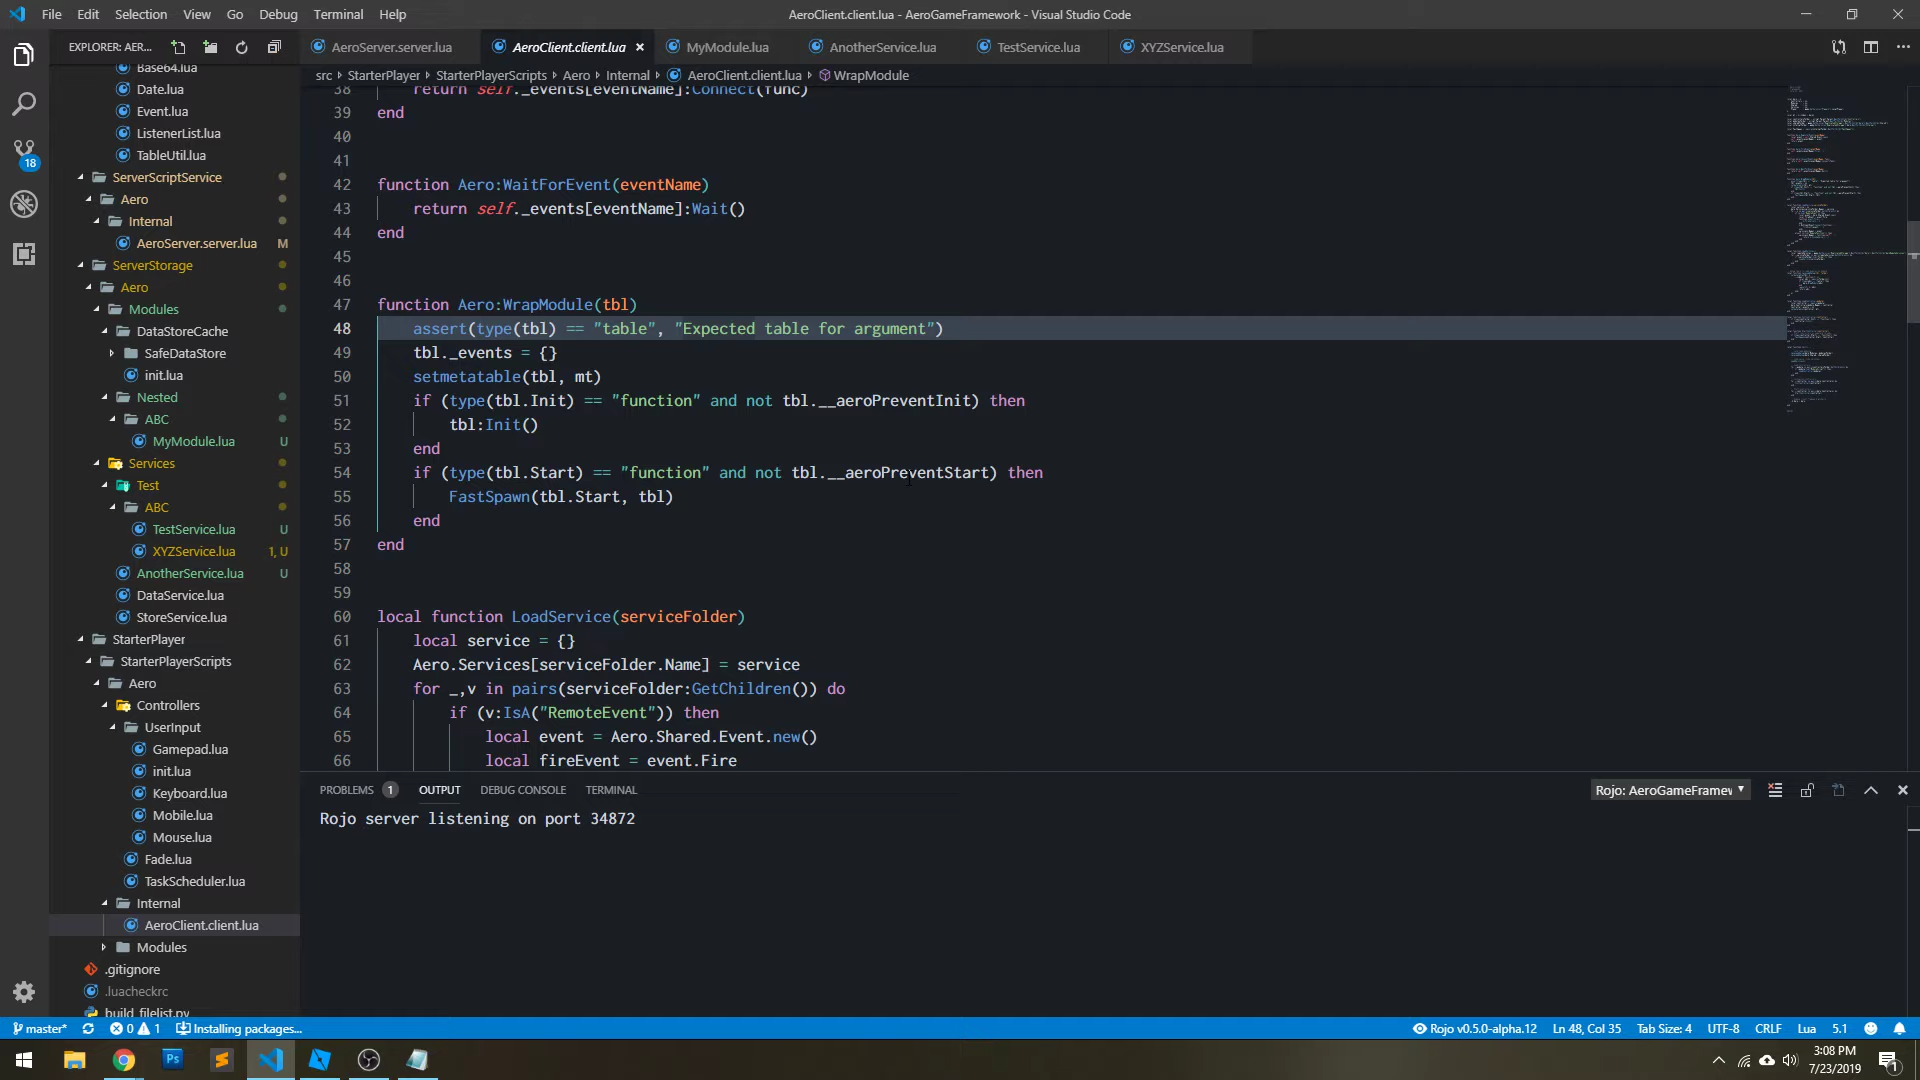 File Edit Selection View Go Debug Terminal Help
AeroClient.client.lua - AeroGameFramework - Visual Studio Code
EXPLORER: AER...
AeroServer.server.lua
AeroClient.client.lua
MyModule.lua
AnotherService.lua
TestService.lua
XYZService.lua
src StarterPlayer StarterPlayerScripts Aero Internal AeroClient.client.lua WrapModule
Base64.lua
Date.lua
Event.lua
ListenerList.lua
TableUtil.lua
ServerScriptService
Aero
Internal
AeroServer.server.lua M
ServerStorage
Aero
Modules
DataStoreCache
SafeDataStore
init.lua
Nested
ABC
MyModule.lua U
Services
Test
ABC
TestService.lua U
XYZService.lua 1, U
AnotherService.lua U
DataService.lua
StoreService.lua
StarterPlayer
StarterPlayerScripts
Aero
Controllers
UserInput
Gamepad.lua
init.lua
Keyboard.lua
Mobile.lua
Mouse.lua
Fade.lua
TaskScheduler.lua
Internal
AeroClient.client.lua
Modules
.gitignore
.luacheckrc
build_filelist.py
18
38 return self._events[eventName]:Connect(func)
39 end
40
41
42 function Aero:WaitForEvent(eventName)
43 return self._events[eventName]:Wait()
44 end
45
46
47 function Aero:WrapModule(tbl)
48 assert(type(tbl) == "table", "Expected table for argument")
49 tbl._events = {}
50 setmetatable(tbl, mt)
51 if (type(tbl.Init) == "function" and not tbl.__aeroPreventInit) then
52 tbl:Init()
53 end
54 if (type(tbl.Start) == "function" and not tbl.__aeroPreventStart) then
55 FastSpawn(tbl.Start, tbl)
56 end
57 end
58
59
60 local function LoadService(serviceFolder)
61 local service = {}
62 Aero.Services[serviceFolder.Name] = service
63 for _,v in pairs(serviceFolder:GetChildren()) do
64 if (v:IsA("RemoteEvent")) then
65 local event = Aero.Shared.Event.new()
66 local fireEvent = event.Fire
PROBLEMS 1 OUTPUT DEBUG CONSOLE TERMINAL
Rojo: AeroGameFramew
Rojo server listening on port 34872
master* 0 1 Installing packages...
Rojo v0.5.0-alpha.12 Ln 48, Col 35 Tab Size: 4 UTF-8 CRLF Lua 5.1
Ps
3:08 PM
7/23/2019
1